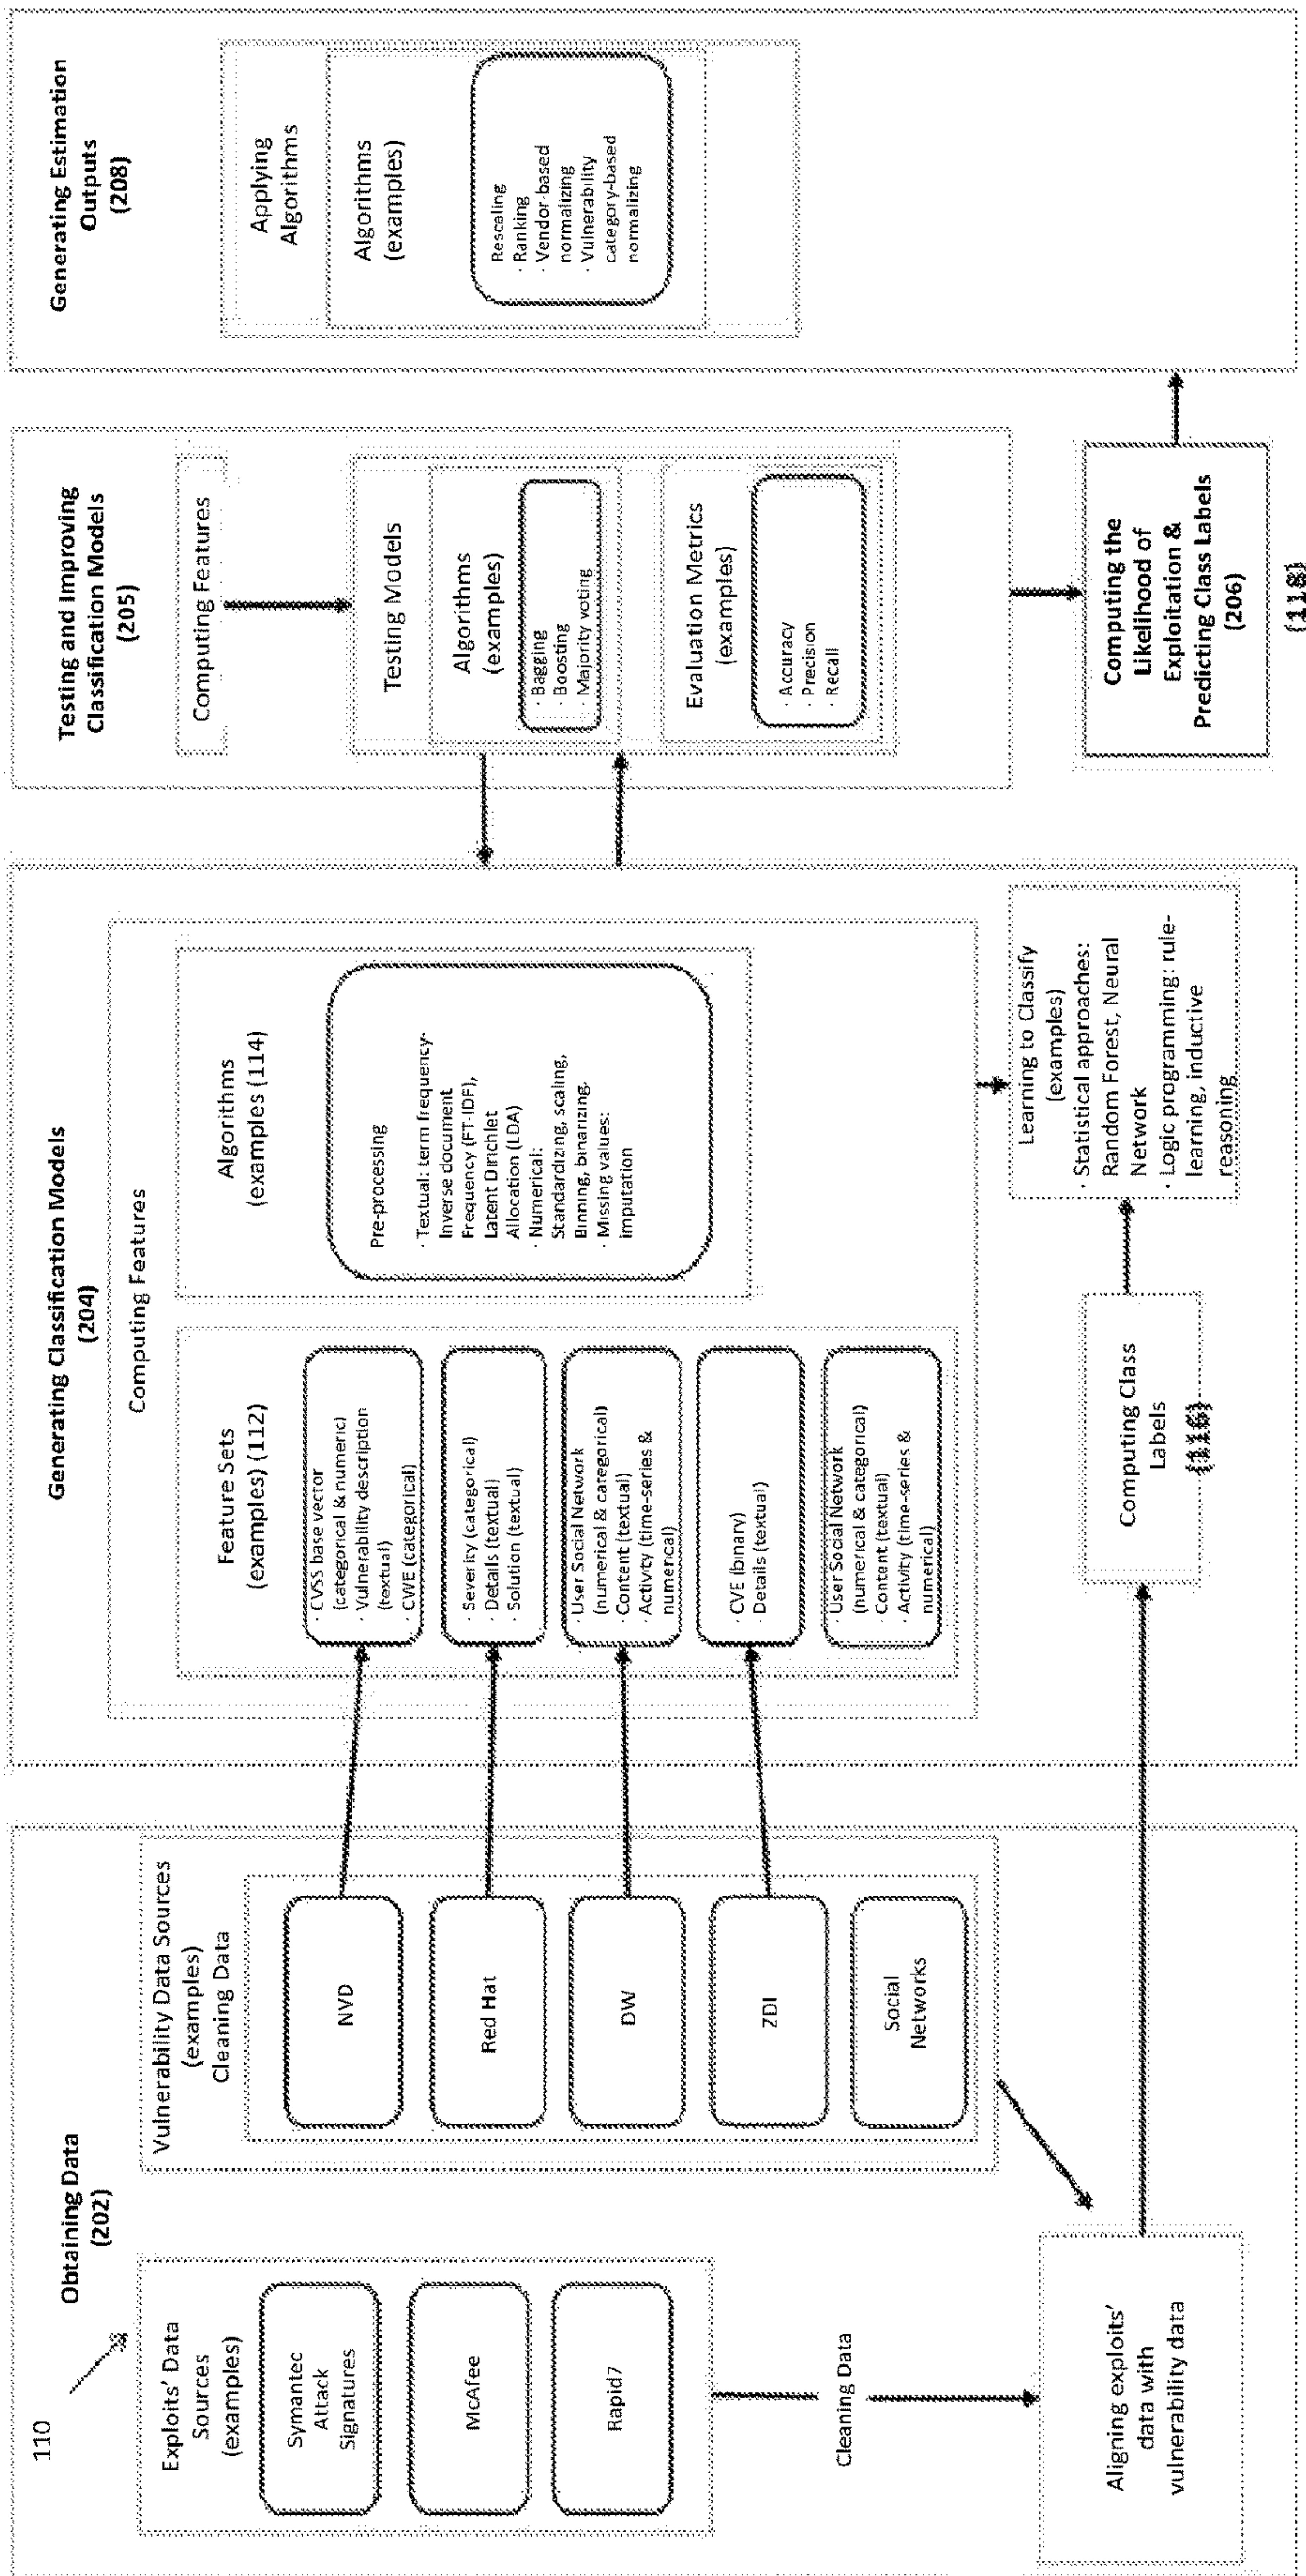 110
Obtaining Data
(202)
Exploits' Data
Sources
(examples)
Symantec
Attack
Signatures
McAfee
Rapid7
Cleaning Data
Aligning exploits'
data with
vulnerability data
Vulnerability Data Sources
(examples)
Cleaning Data
NVD
Red Hat
DW
ZDI
Social
Networks
Generating Classification Models
(204)
Computing Features
Feature Sets
(examples) (112)
· CVSS base vector
(categorical & numeric)
· Vulnerability description
(textual)
· CWE (categorical)
· Severity (categorical)
· Details (textual)
· Solution (textual)
· User Social Network
(numerical & categorical)
· Content (textual)
· Activity (time-series &
numerical)
· CVE (binary)
· Details (textual)
· User Social Network
(numerical & categorical)
· Content (textual)
· Activity (time-series &
numerical)
Algorithms
(examples (114)
Pre-processing
· Textual: term frequency-
Inverse document
Frequency (FT-IDF),
Latent Dirichlet
Allocation (LDA)
· Numerical:
Standardizing, scaling,
Binning, binarizing.
· Missing values:
imputation
Computing Class
Labels
(116)
Learning to Classify
(examples)
· Statistical approaches:
Random Forest, Neural
Network
· Logic programming: rule-
learning, inductive
reasoning
Testing and Improving
Classification Models
(205)
Computing Features
Testing Models
Algorithms
(examples)
· Bagging
· Boosting
· Majority voting
Evaluation Metrics
(examples)
· Accuracy
· Precision
· Recall
Computing the
Likelihood of
Exploitation &
Predicting Class Labels
(206)
(118)
Generating Estimation
Outputs
(208)
Applying
Algorithms
Algorithms
(examples)
Rescaling
· Ranking
· Vendor-based
normalizing
· Vulnerability
category-based
normalizing